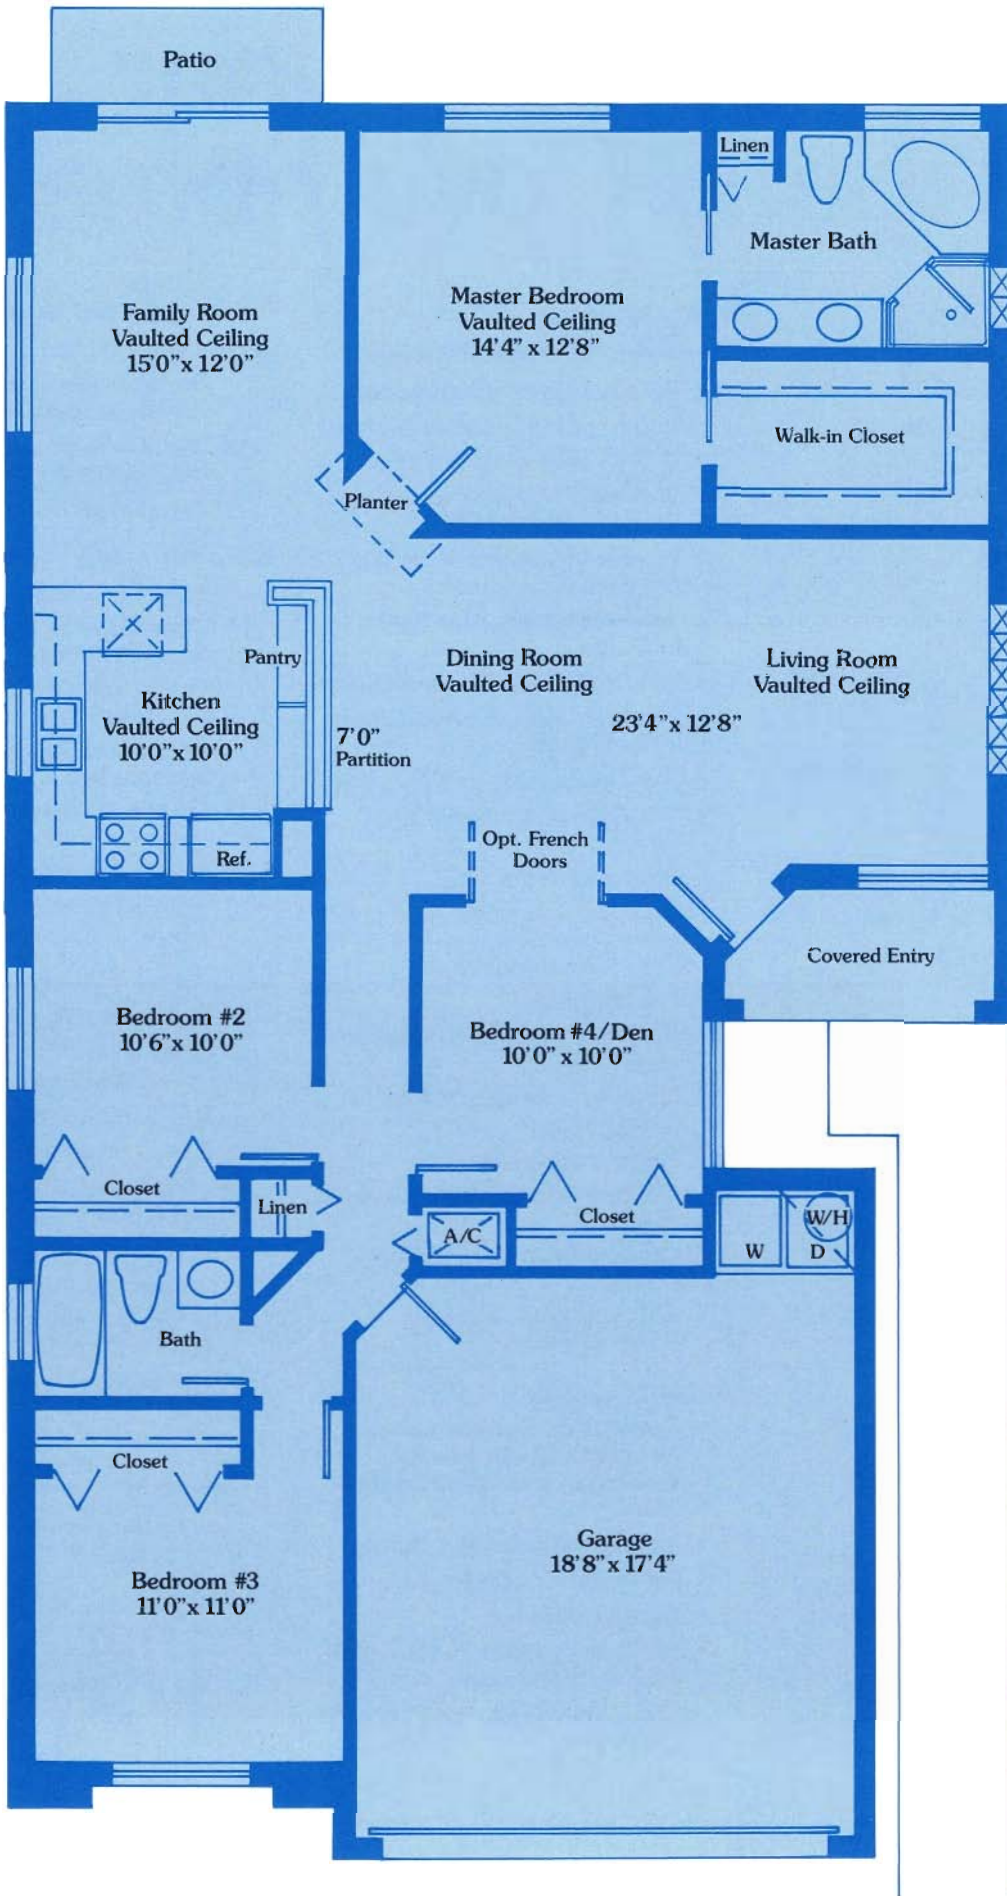 Patio
Linen
Master Bath
Family Room
Vaulted Ceiling
15'0" x 12'0"
Master Bedroom
Vaulted Ceiling
14'4" x 12'8"
Walk-in Closet
Planter
Pantry
Dining Room
Vaulted Ceiling
Living Room
Vaulted Ceiling
23'4" x 12'8"
Kitchen
Vaulted Ceiling
10'0" x 10'0"
7'0"
Partition
Ref.
Opt. French
Doors
Covered Entry
Bedroom #2
10'6" x 10'0"
Bedroom #4/Den
10'0" x 10'0"
Closet
Linen
A/C
Closet
W
W/H
D
Bath
Closet
Garage
18'8" x 17'4"
Bedroom #3
11'0" x 11'0"